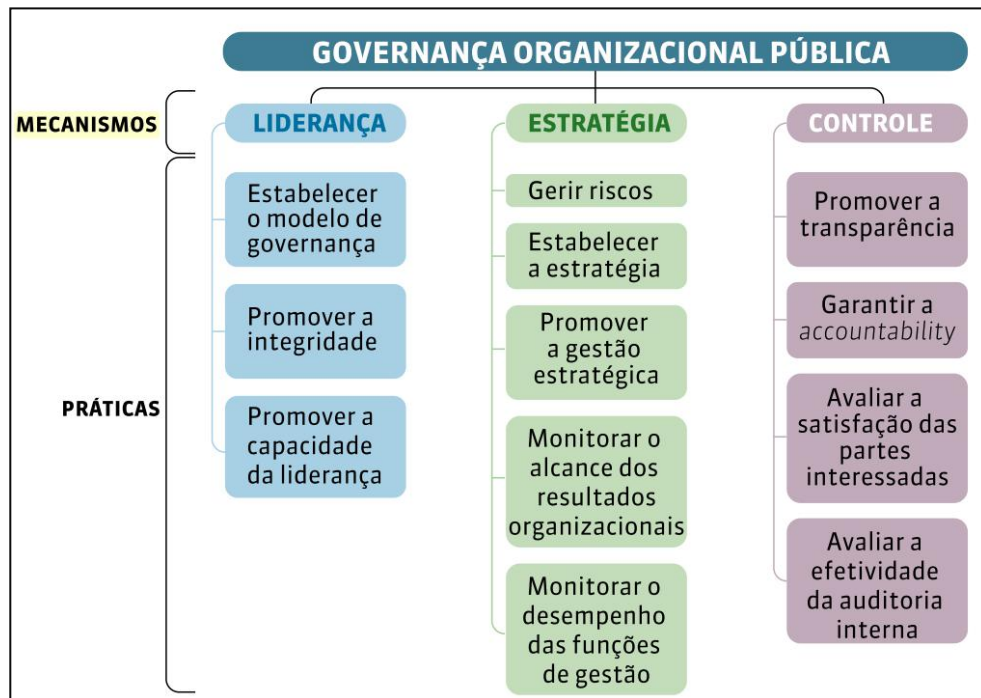 GOVERNANÇA ORGANIZACIONAL PÚBLICA
MECANISMOS
LIDERANÇA
ESTRATÉGIA
CONTROLE
PRÁTICAS
Estabelecer
o modelo de
governança
Promover a
integridade
Promover a
capacidade
da liderança
Gerir riscos
Estabelecer
a estratégia
Promover
a gestão
estratégica
Monitorar o
alcance dos
resultados
organizacionais
Monitorar o
desempenho
das funções
de gestão
Promover a
transparência
Garantir a
accountability
Avaliar a
satisfação das
partes
interessadas
Avaliar a
efetividade
da auditoria
interna